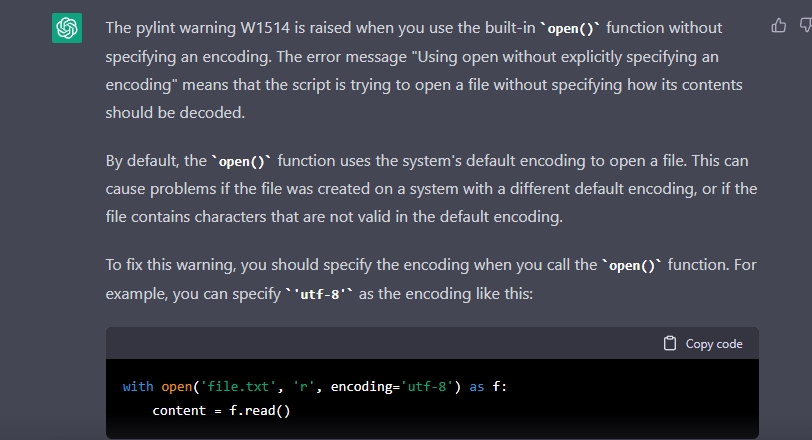 The pylint warning W1514 is raised when you use the built-in `open()` function without
specifying an encoding. The error message "Using open without explicitly specifying an
encoding" means that the script is trying to open a file without specifying how its contents
should be decoded.
By default, the `open()` function uses the system's default encoding to open a file. This can
cause problems if the file was created on a system with a different default encoding, or if the
file contains characters that are not valid in the default encoding.
To fix this warning, you should specify the encoding when you call the `open()` function. For
example, you can specify `'utf-8'` as the encoding like this:
Copy code
with open('file.txt', 'r', encoding='utf-8') as f:
    content = f.read()